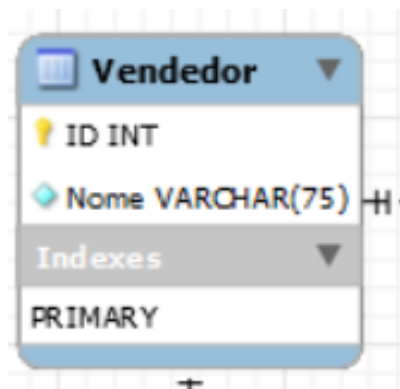 Vendedor
ID INT
Nome VARCHAR(75)
Indexes
PRIMARY